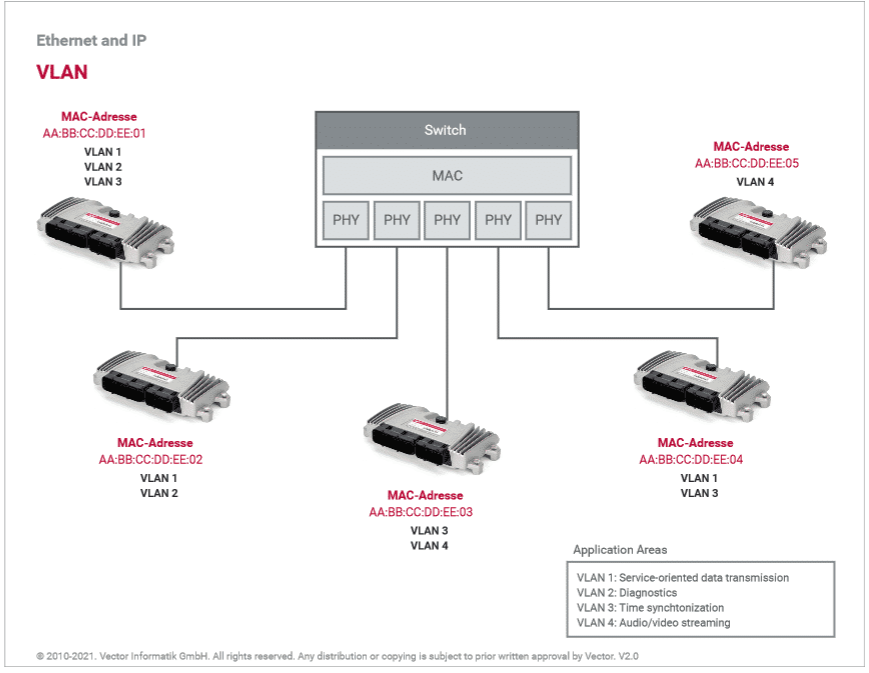 Ethernet and IP
VLAN
MAC-Adresse
AA:BB:CC:DD:EE:01
VLAN 1
VLAN 2
VLAN 3
Switch
MAC
PHY PHY PHY PHY PHY
MAC-Adresse
AA:BB:CC:DD:EE:05
VLAN 4
MAC-Adresse
AA:BB:CC:DD:EE:02
VLAN 1
VLAN 2
MAC-Adresse
AA:BB:CC:DD:EE:03
VLAN 3
VLAN 4
MAC-Adresse
AA:BB:CC:DD:EE:04
VLAN 1
VLAN 3
Application Areas
VLAN 1: Service-oriented data transmission
VLAN 2: Diagnostics
VLAN 3: Time synchtonization
VLAN 4: Audio/video streaming
© 2010-2021. Vector Informatik GmbH. All rights reserved. Any distribution or copying is subject to prior written approval by Vector. V2.0